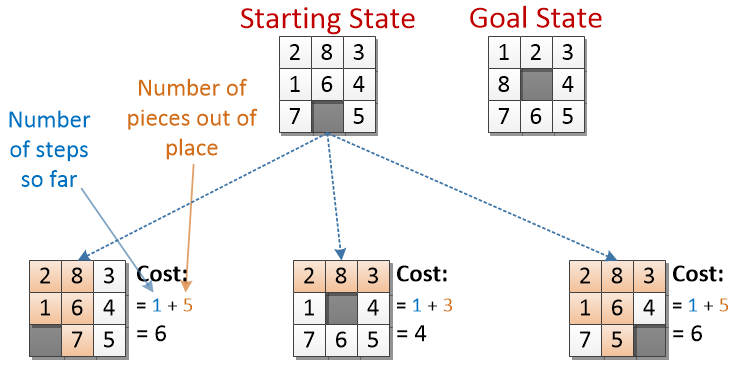 Starting State
Goal State
2 8 3
1 6 4
7 5
1 2 3
8 4
7 6 5
Number of
pieces out of
place
Number
of steps
so far
2 8 3
1 6 4
7 5
Cost:
= 1 + 5
= 6
2 8 3
1 4
7 6 5
Cost:
= 1 + 3
= 4
2 8 3
1 6 4
7 5
Cost:
= 1 + 5
= 6